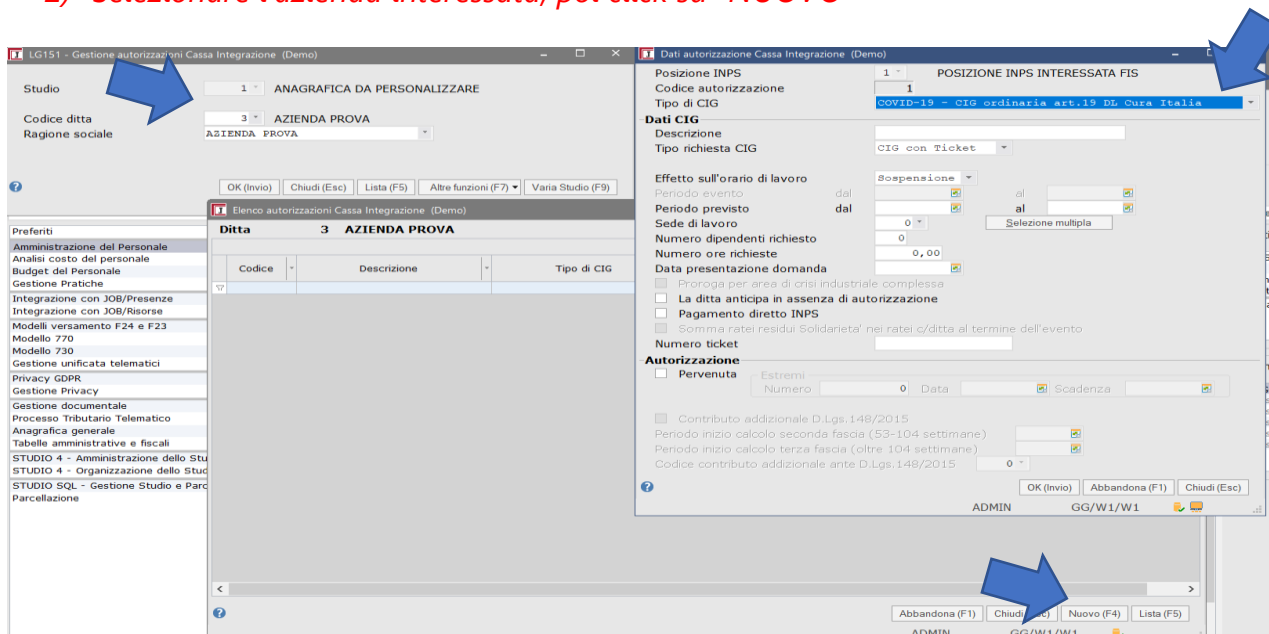 2) Selezionare l'azienda interessata, poi click su "NUOVO"
LG151 - Gestione autorizzazioni Cassa Integrazione (Demo)
Studio 1 ANAGRAFICA DA PERSONALIZZARE
Codice ditta 3 AZIENDA PROVA
Ragione sociale AZIENDA PROVA
OK (Invio) Chiudi (Esc) Lista (F5) Altre funzioni (F7) Varia Studio (F9)
Preferiti
Amministrazione del Personale
Analisi costo del personale
Budget del Personale
Gestione Pratiche
Integrazione con JOB/Presenze
Integrazione con JOB/Risorse
Modelli versamento F24 e F23
Modello 770
Modello 730
Gestione unificata telematici
Privacy GDPR
Gestione Privacy
Gestione documentale
Processo Tributario Telematico
Anagrafica generale
Tabelle amministrative e fiscali
STUDIO 4 - Amministrazione dello Stu
STUDIO 4 - Organizzazione dello Stud
STUDIO SQL - Gestione Studio e Parc
Parcellazione
Elenco autorizzazioni Cassa Integrazione (Demo)
Ditta 3 AZIENDA PROVA
Codice Descrizione Tipo di CIG
Abbandona (F1) Chiudi Nuovo (F4) Lista (F5)
ADMIN GG/W1/W1
Dati autorizzazione Cassa Integrazione (Demo)
Posizione INPS 1 POSIZIONE INPS INTERESSATA FIS
Codice autorizzazione 1
Tipo di CIG COVID-19 - CIG ordinaria art.19 DL Cura Italia
Dati CIG
Descrizione
Tipo richiesta CIG CIG con Ticket
Effetto sull'orario di lavoro Sospensione
Periodo evento dal al
Periodo previsto dal al
Sede di lavoro 0 Selezione multipla
Numero dipendenti richiesto 0
Numero ore richieste 0,00
Data presentazione domanda
Proroga per area di crisi industriale complessa
La ditta anticipa in assenza di autorizzazione
Pagamento diretto INPS
Somma ratei residui Solidarieta' nei ratei c/ditta al termine dell'evento
Numero ticket
Autorizzazione
Pervenuta Estremi
Numero 0 Data Scadenza
Contributo addizionale D.Lgs.148/2015
Periodo inizio calcolo seconda fascia (53-104 settimane)
Periodo inizio calcolo terza fascia (oltre 104 settimane)
Codice contributo addizionale ante D.Lgs.148/2015 0
OK (Invio) Abbandona (F1) Chiudi (Esc)
ADMIN GG/W1/W1